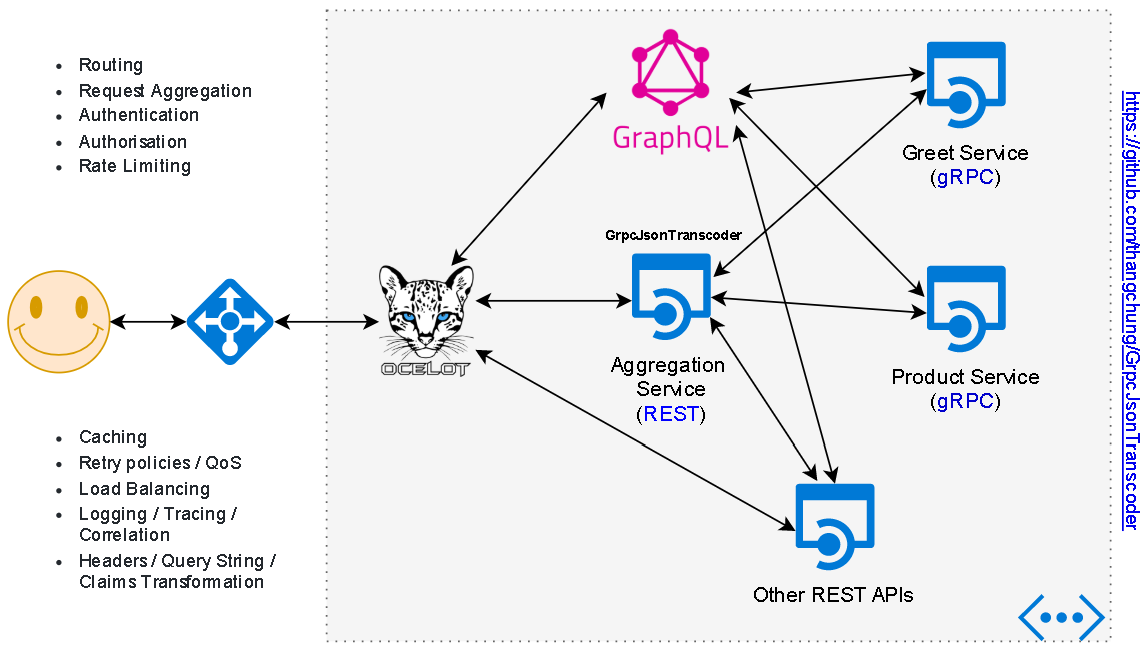 Routing
Request Aggregation
Authentication
Authorisation
Rate Limiting
GraphQL
Greet Service
(gRPC)
GrpcJsonTranscoder
OCELOT
Aggregation
Service
(REST)
Product Service
(gRPC)
Caching
Retry policies / QoS
Load Balancing
Logging / Tracing /
Correlation
Headers / Query String /
Claims Transformation
Other REST APIs
https://github.com/thangchung/GrpcJsonTranscoder